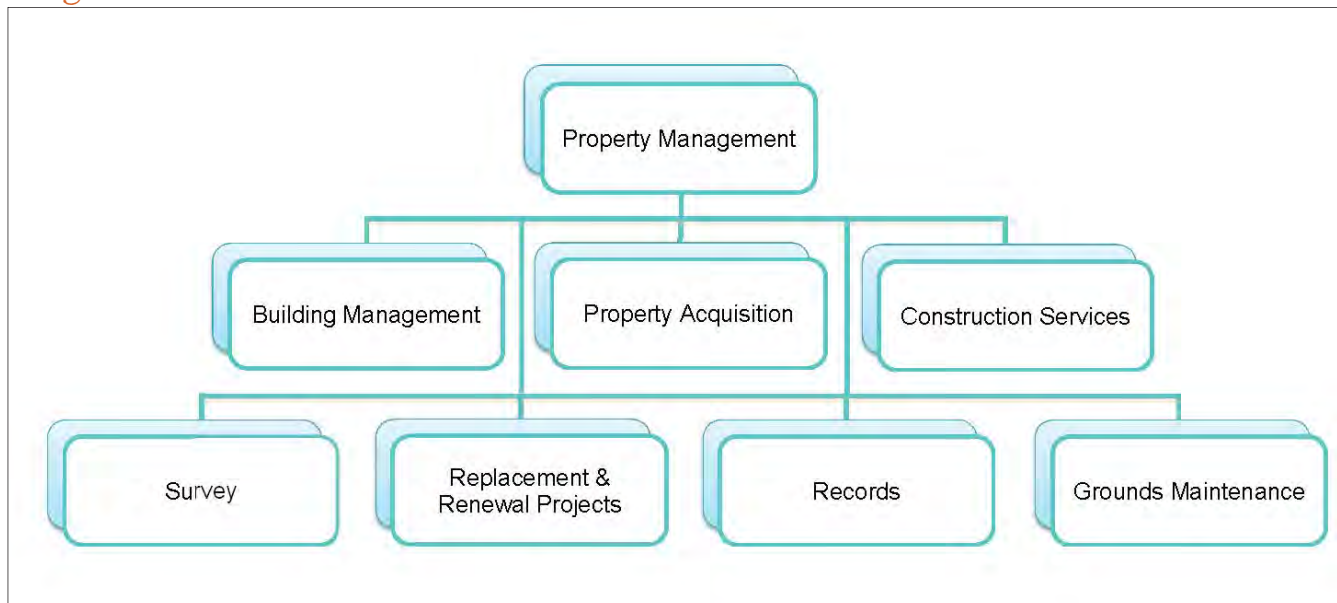 Property Management
Building Management
Property Acquisition
Construction Services
Survey
Replacement &
Renewal Projects
Records
Grounds Maintenance